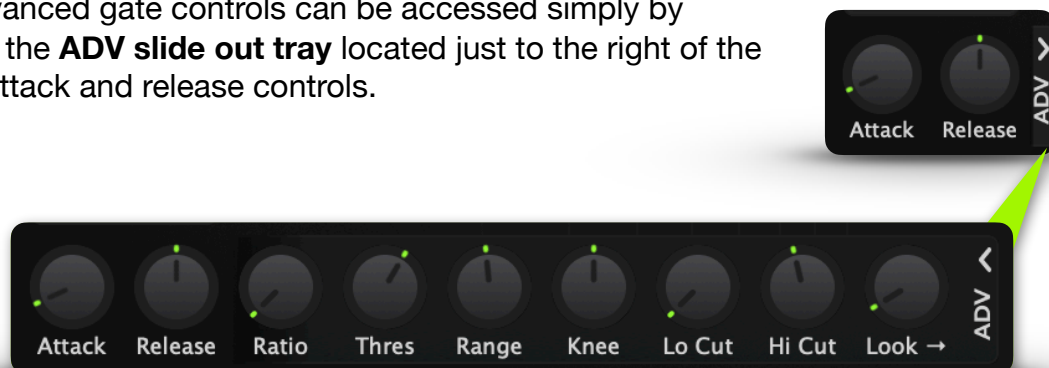 vanced gate controls can be accessed simply by
the ADV slide out tray located just to the right of the
ttack and release controls.
Attack Release ADV
Attack Release Ratio Thres Range Knee Lo Cut Hi Cut Look → ADV